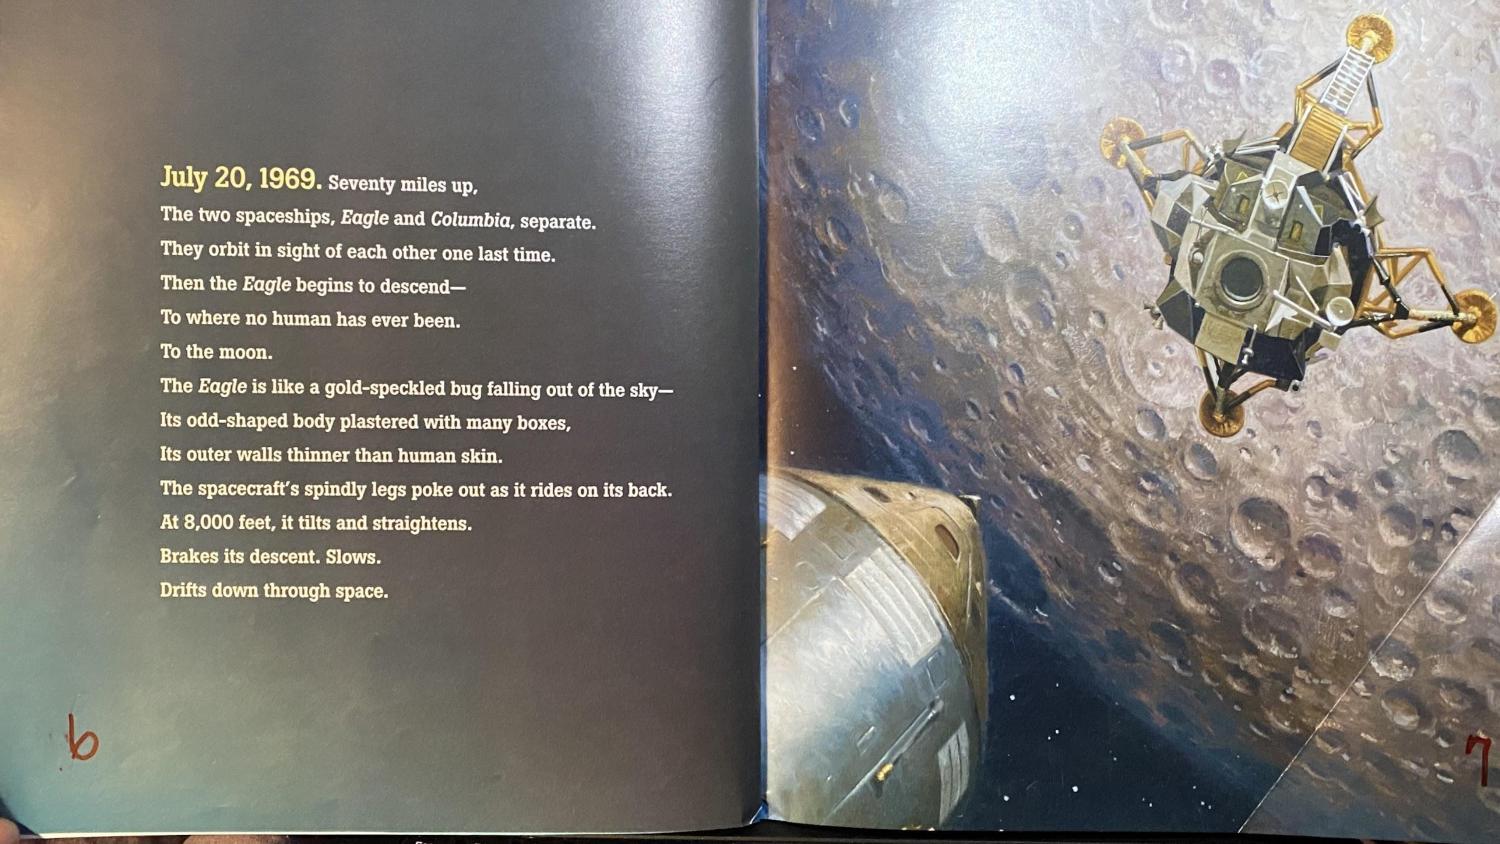 July 20, 1969. Seventy miles up,
The two spaceships, Eagle and Columbia, separate.
They orbit in sight of each other one last time.
Then the Eagle begins to descend—
To where no human has ever been.
To the moon.
The Eagle is like a gold-speckled bug falling out of the sky—
Its odd-shaped body plastered with many boxes,
Its outer walls thinner than human skin.
The spacecraft's spindly legs poke out as it rides on its back.
At 8,000 feet, it tilts and straightens.
Brakes its descent. Slows.
Drifts down through space.
6
7